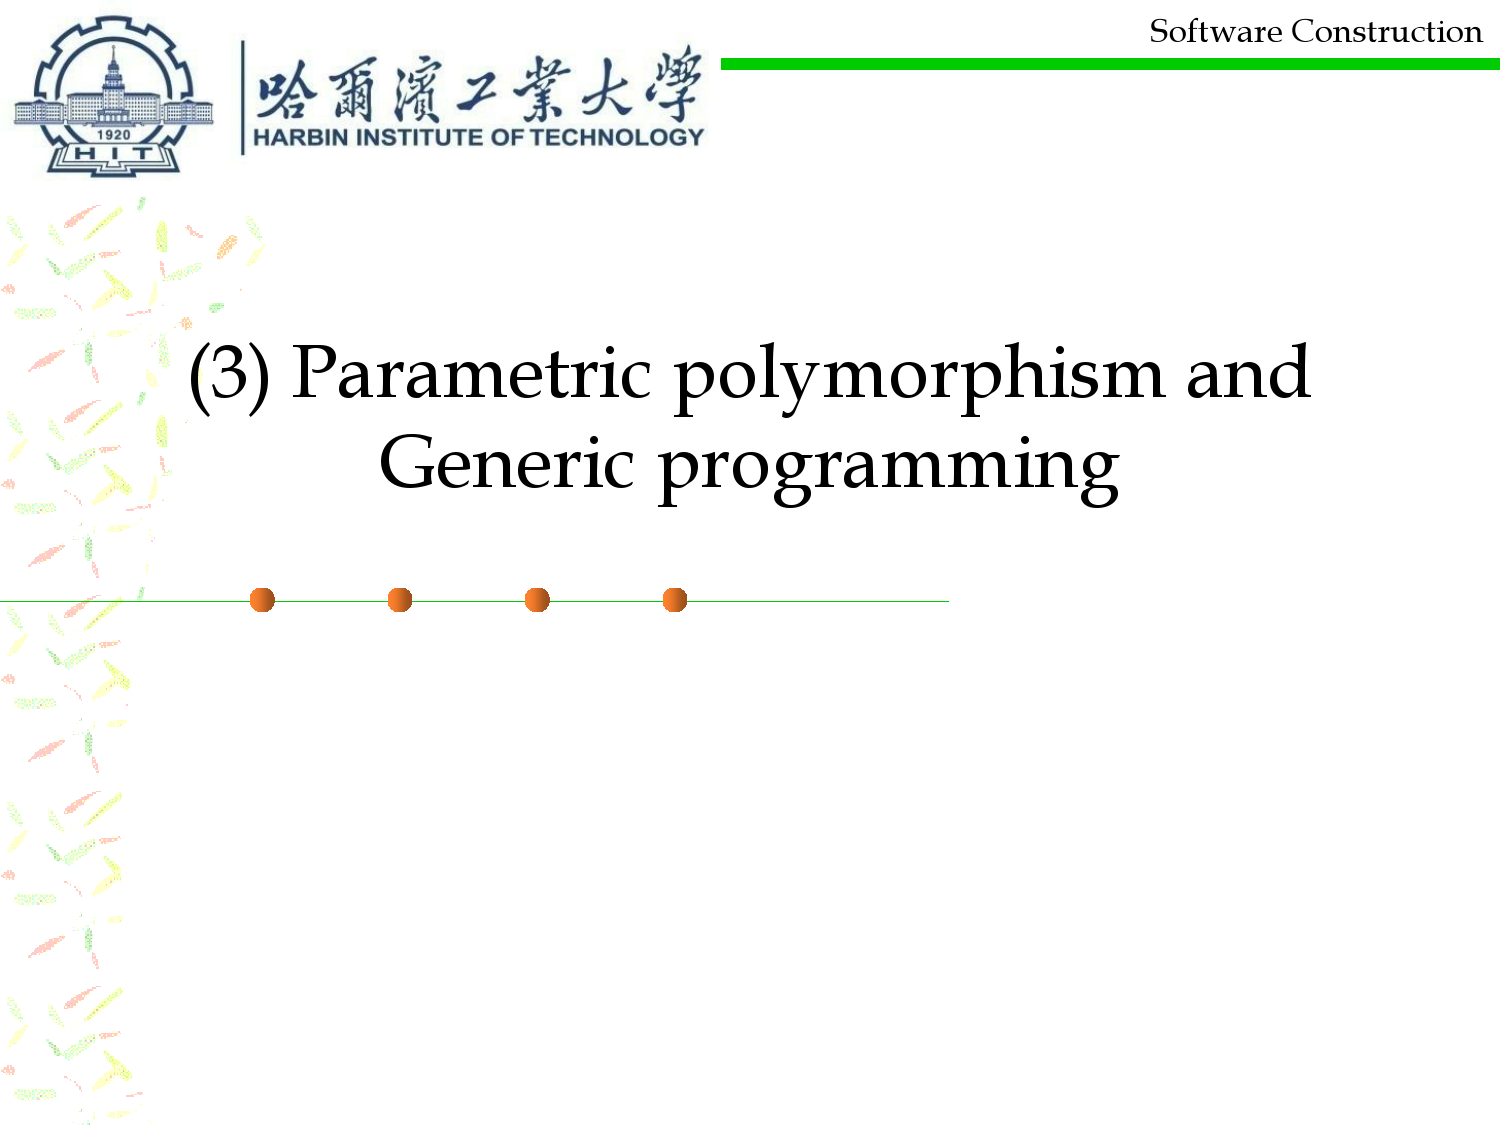 Software Construction
哈爾濱工業大學
HARBIN INSTITUTE OF TECHNOLOGY
1920
HIT
(3) Parametric polymorphism and
Generic programming